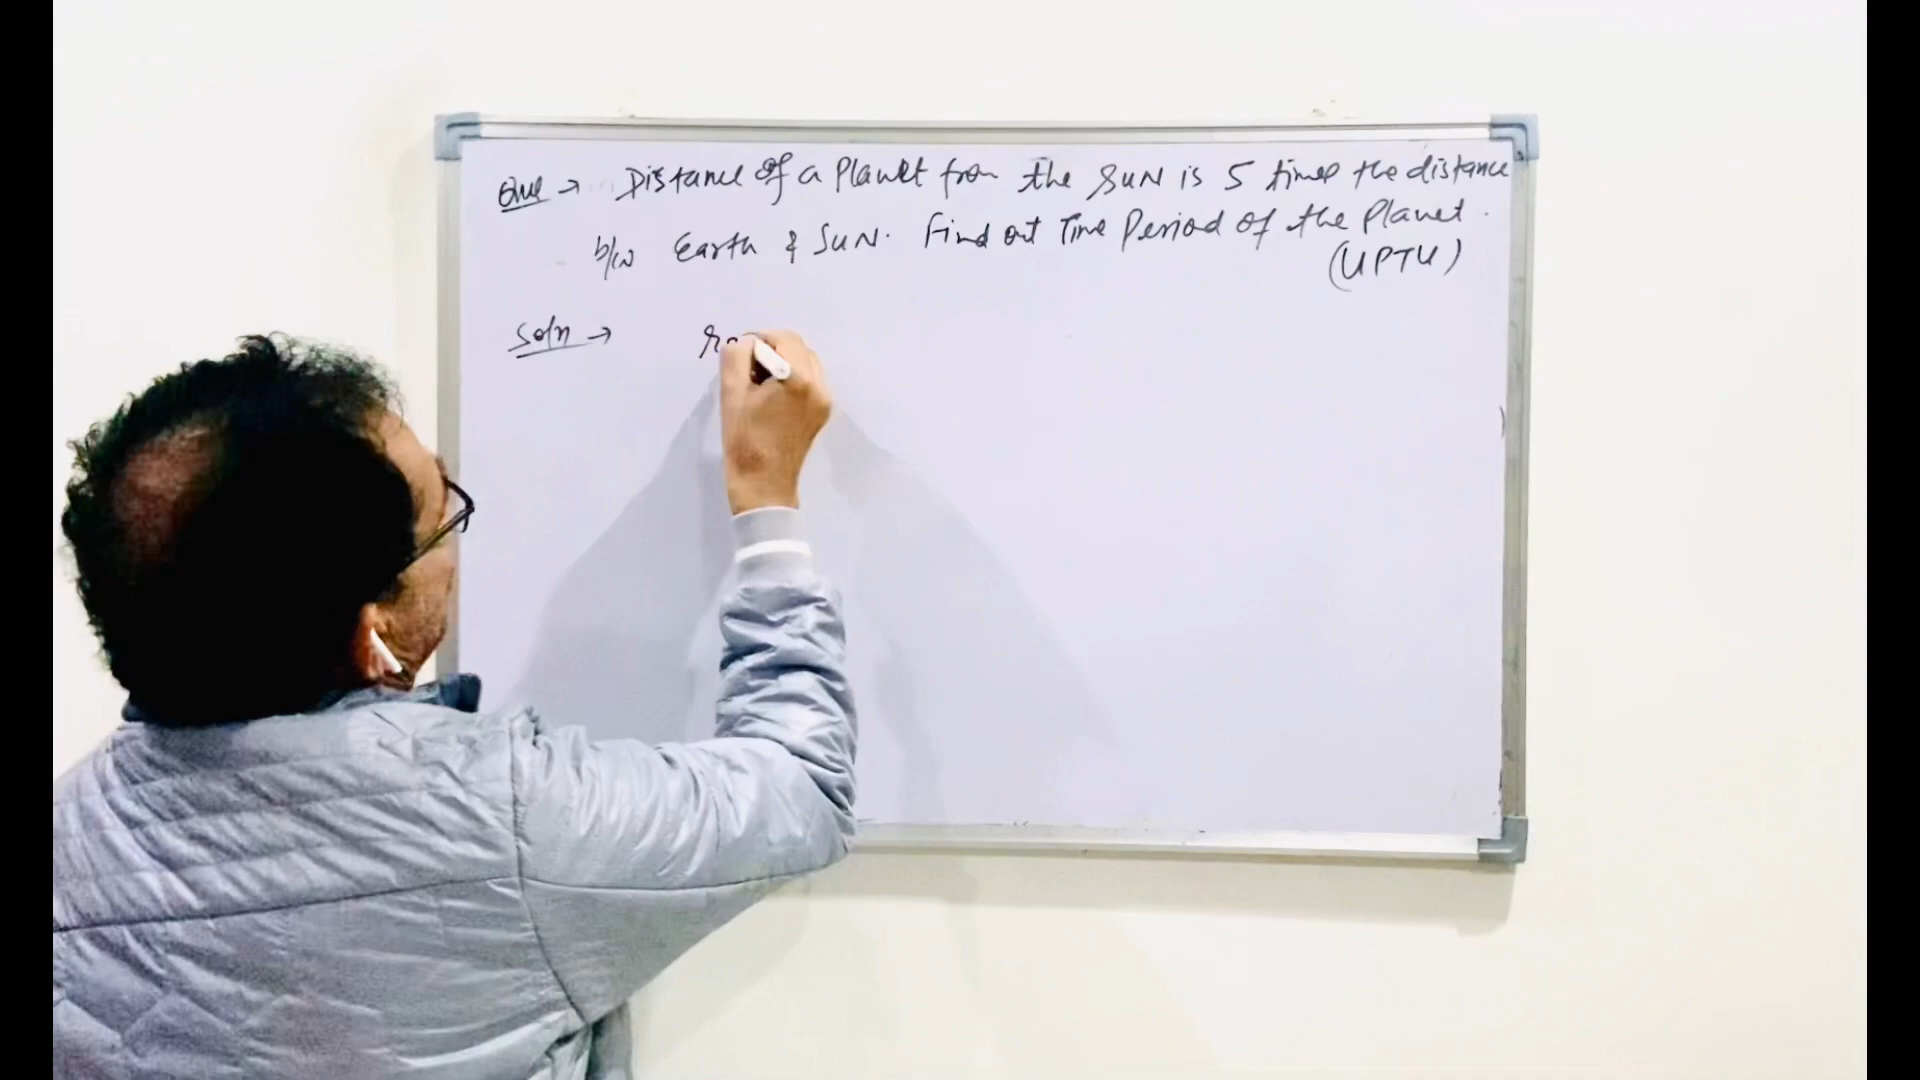 Que → Distance of a Planet from the SUN is 5 times the distance
b/w Earth & SUN. Find out Time Period of the Planet.
(UPTU)
Soln →